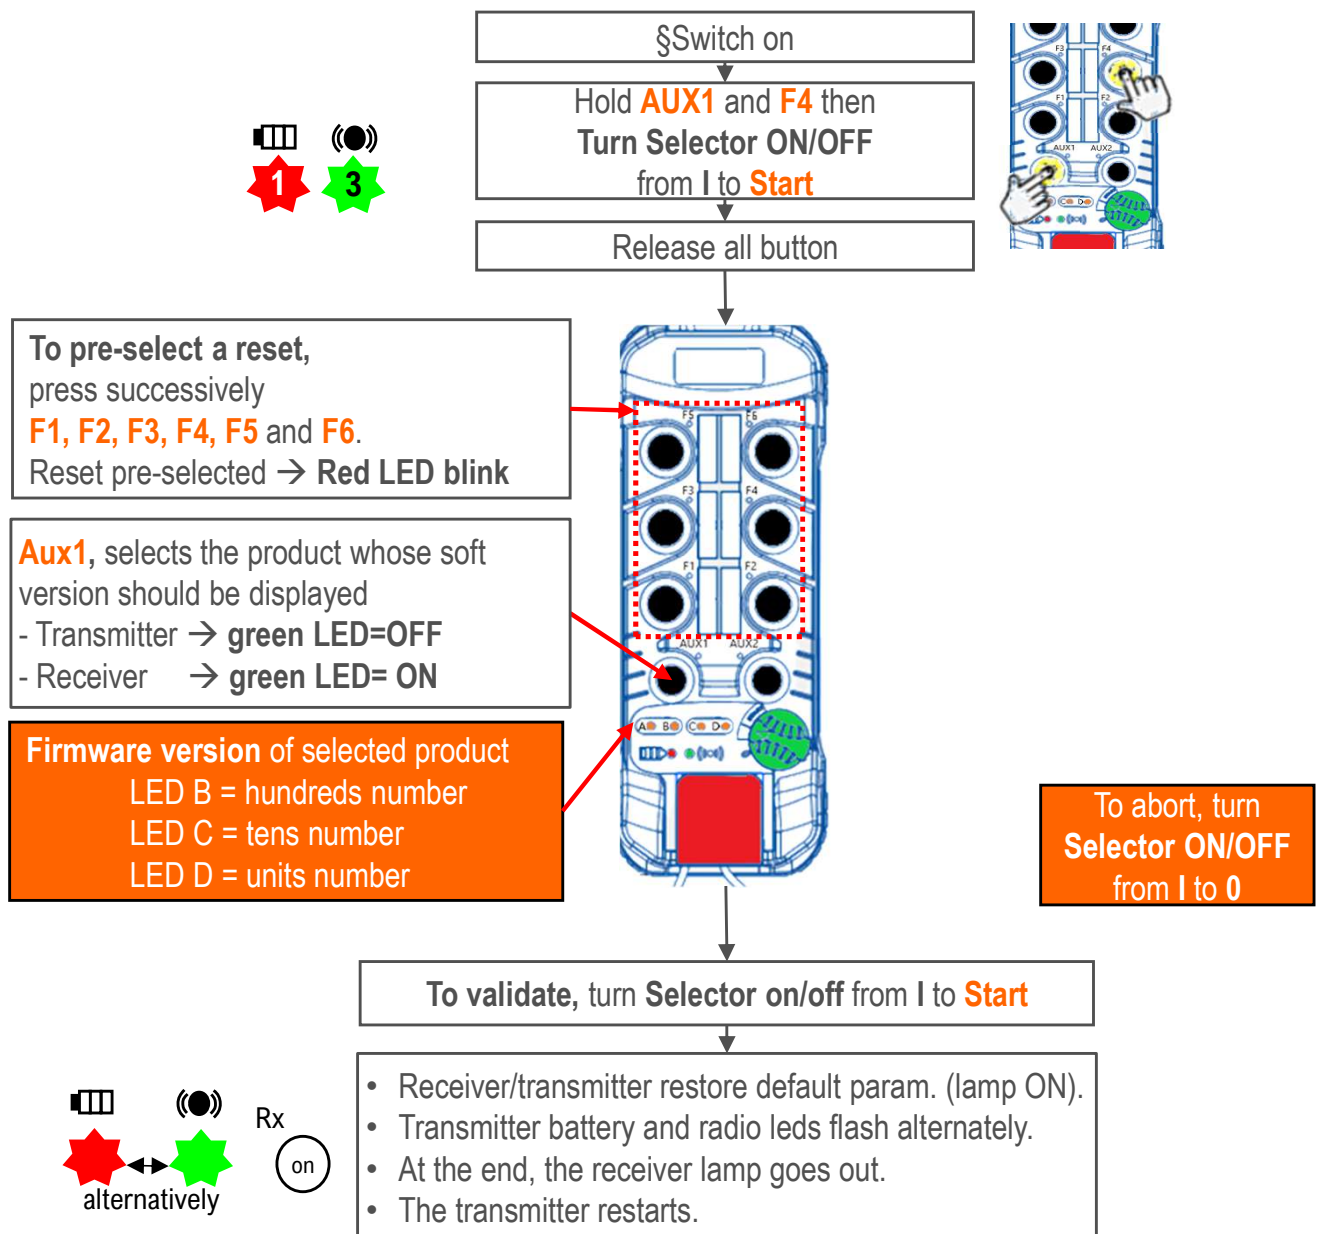 §Switch on
Hold AUX1 and F4 then
Turn Selector ON/OFF
from I to Start
1 3
F3 F4
F1 F2
AUX1 AUX2
C D
Release all button
To pre-select a reset,
press successively
F1, F2, F3, F4, F5 and F6.
Reset pre-selected → Red LED blink
F5 F6
F3 F4
F1 F2
AUX1 AUX2
A B C D
Aux1, selects the product whose soft
version should be displayed
- Transmitter → green LED=OFF
- Receiver → green LED= ON
Firmware version of selected product
LED B = hundreds number
LED C = tens number
LED D = units number
To abort, turn
Selector ON/OFF
from I to 0
To validate, turn Selector on/off from I to Start
Rx
on
alternatively
• Receiver/transmitter restore default param. (lamp ON).
• Transmitter battery and radio leds flash alternately.
• At the end, the receiver lamp goes out.
• The transmitter restarts.